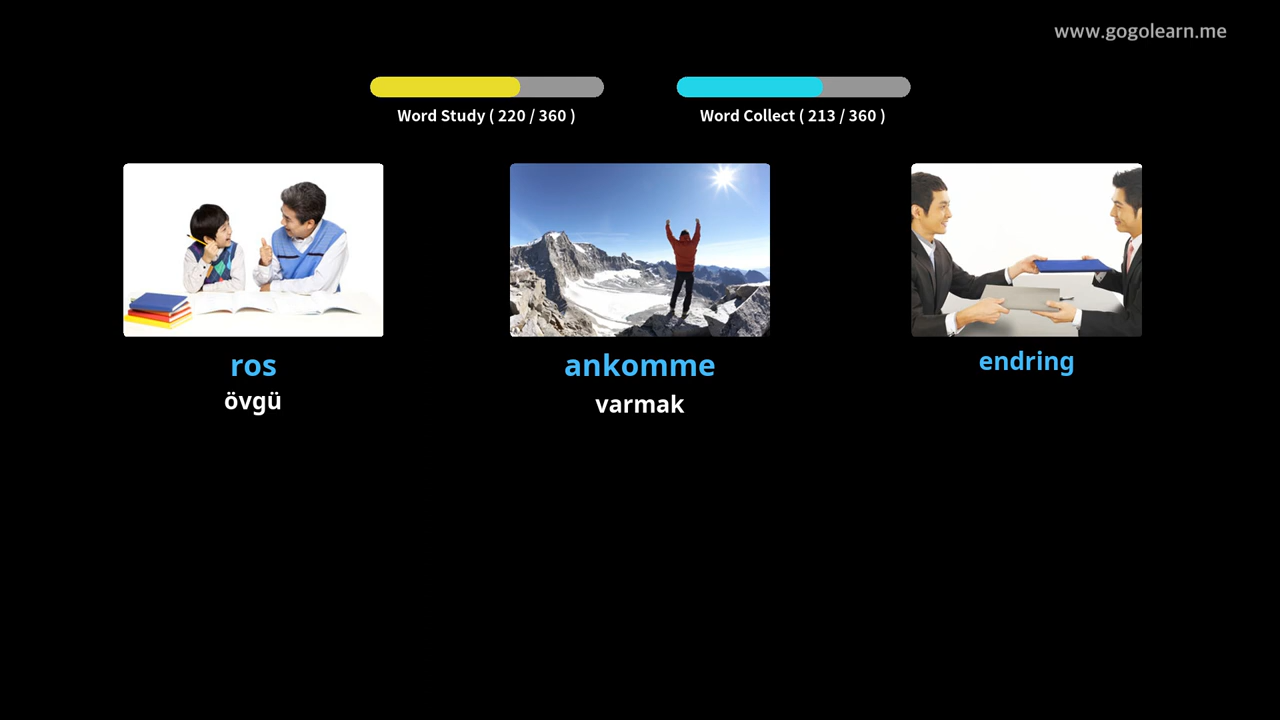 www.gogolearn.me
Word Study ( 220 / 360 )
Word Collect ( 213 / 360 )
ros
övgü
ankomme
varmak
endring